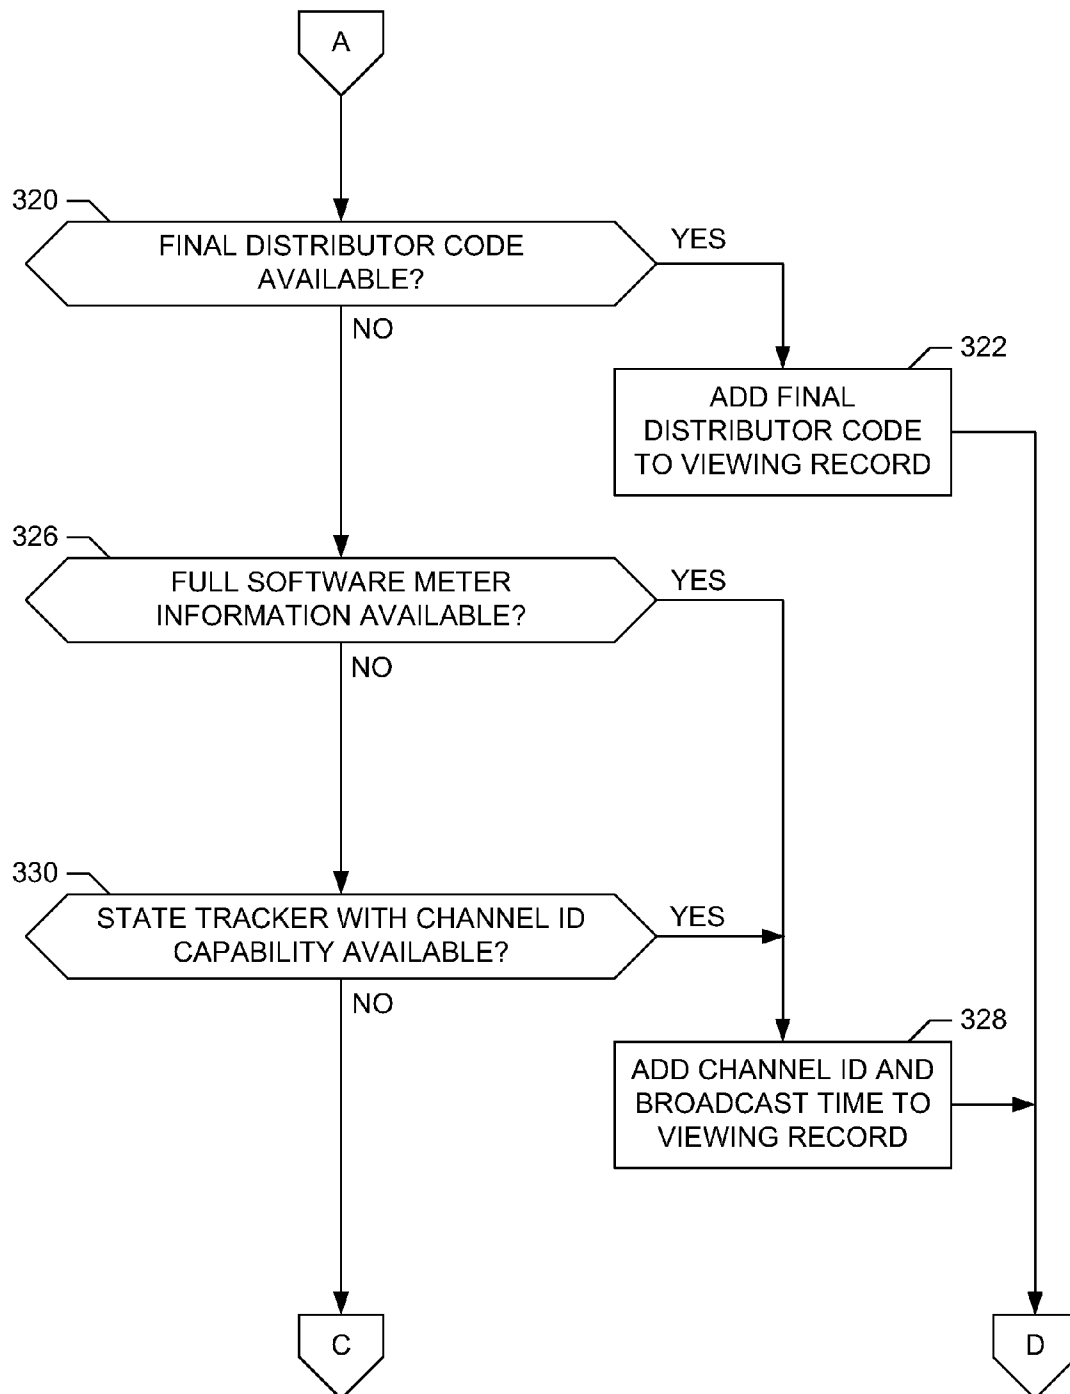 A
320
FINAL DISTRIBUTOR CODE
AVAILABLE?
YES
NO
322
ADD FINAL
DISTRIBUTOR CODE
TO VIEWING RECORD
326
FULL SOFTWARE METER
INFORMATION AVAILABLE?
YES
NO
330
STATE TRACKER WITH CHANNEL ID
CAPABILITY AVAILABLE?
YES
NO
328
ADD CHANNEL ID AND
BROADCAST TIME TO
VIEWING RECORD
C
D